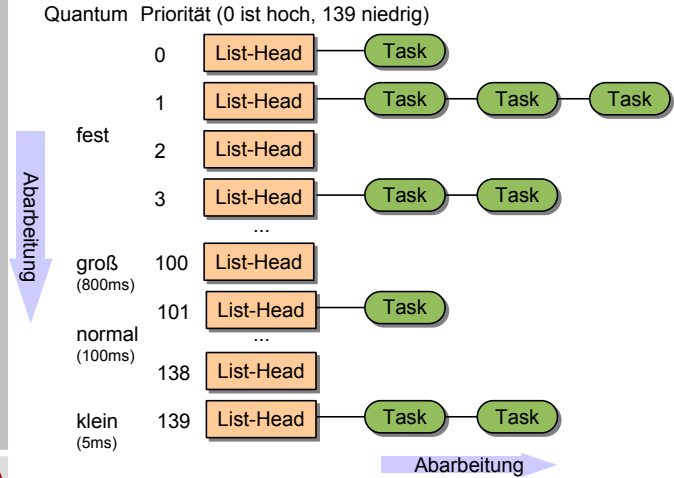 Quantum Priorität (0 ist hoch, 139 niedrig)
0 List-Head Task
1 List-Head Task Task Task
fest
2 List-Head
3 List-Head Task Task
...
Abarbeitung
groß 100 List-Head
(800ms)
101 List-Head Task
normal
...
(100ms)
138 List-Head
klein 139 List-Head Task Task
(5ms)
Abarbeitung